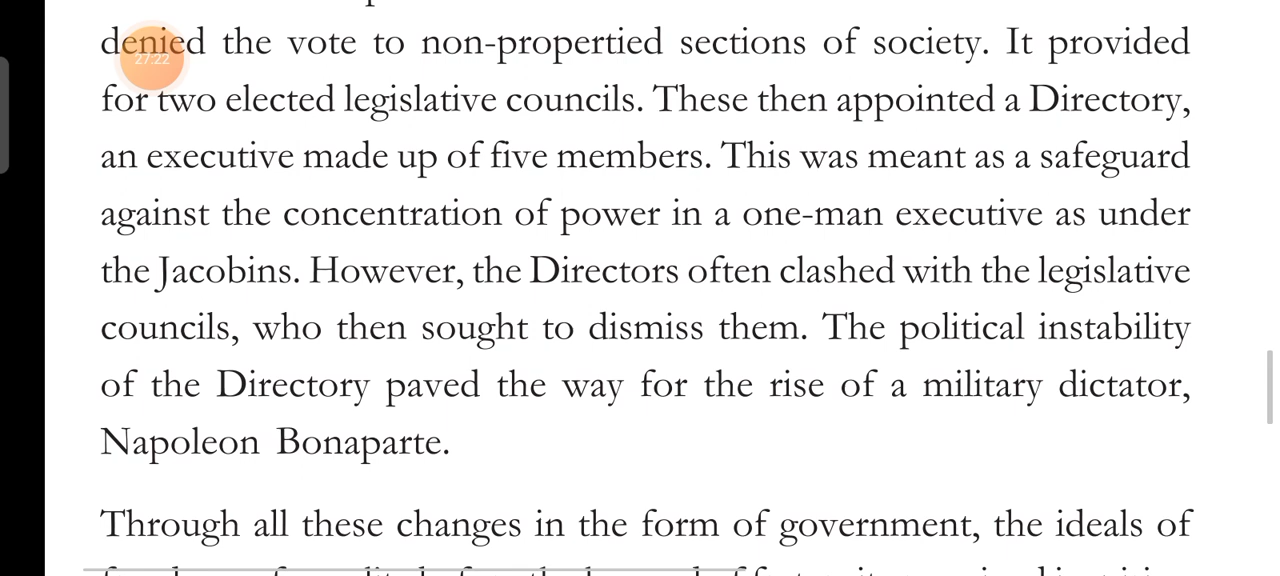 denied the vote to non-propertied sections of society. It provided
27:22
for two elected legislative councils. These then appointed a Directory,
an executive made up of five members. This was meant as a safeguard
against the concentration of power in a one-man executive as under
the Jacobins. However, the Directors often clashed with the legislative
councils, who then sought to dismiss them. The political instability
of the Directory paved the way for the rise of a military dictator,
Napoleon Bonaparte.
Through all these changes in the form of government, the ideals of